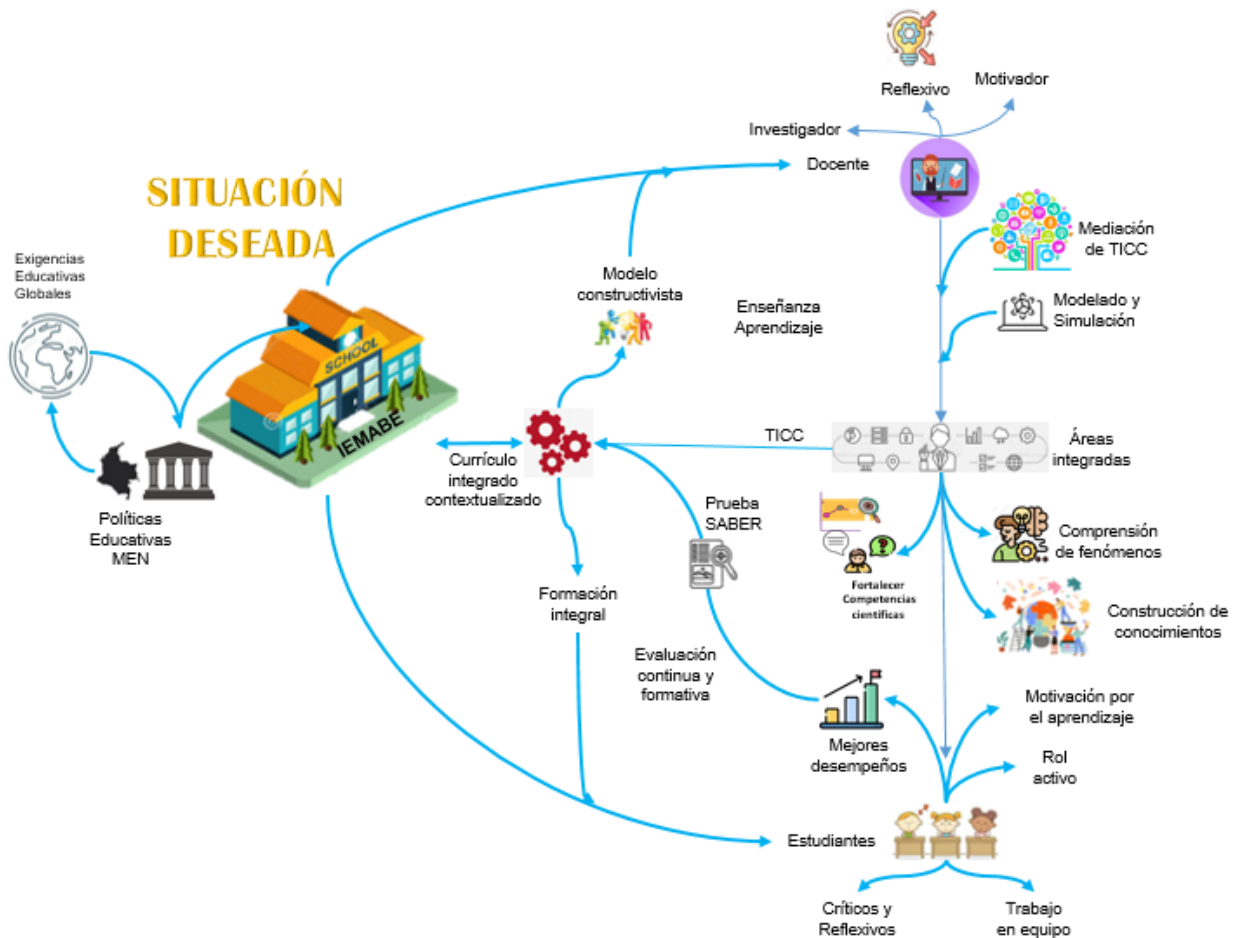 Reflexivo
Motivador
Investigador
Docente
SITUACIÓN
DESEADA
Mediación
de TICC
Exigencias
Educativas
Globales
Modelo
constructivista
Enseñanza
Aprendizaje
Modelado y
Simulación
SCHOOL
IEMABE
TICC
Áreas
integradas
Currículo
integrado
contextualizado
Prueba
SABER
Políticas
Educativas
MEN
Comprensión
de fenómenos
Fortalecer
Competencias
científicas
Formación
integral
Construcción de
conocimientos
Evaluación
continua y
formativa
Motivación por
el aprendizaje
Mejores
desempeños
Rol
activo
Estudiantes
Críticos y
Reflexivos
Trabajo
en equipo